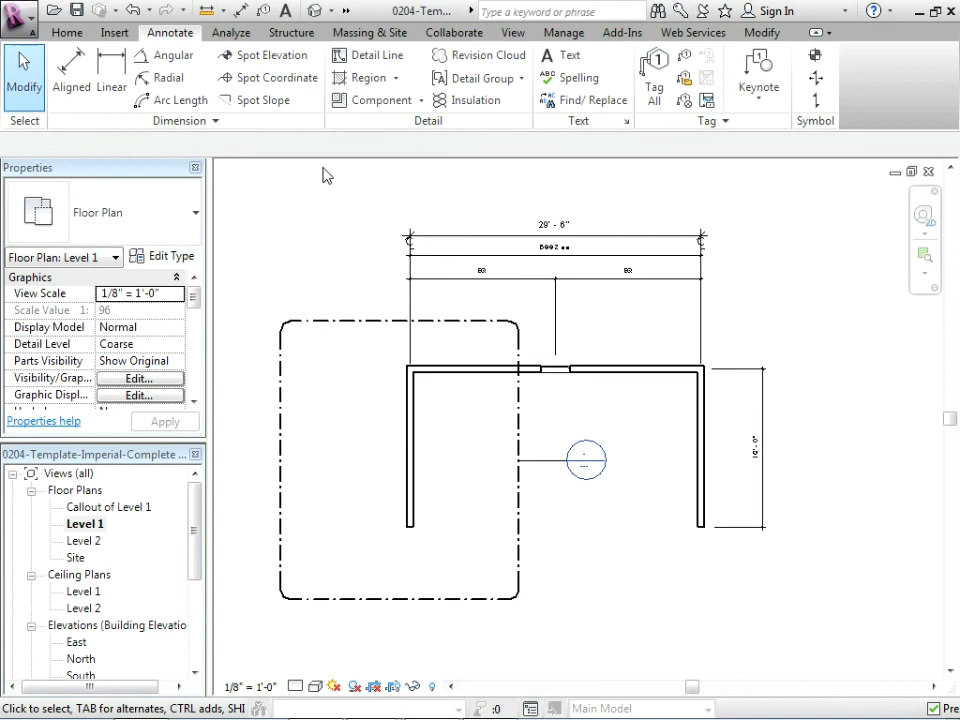 0204-Tem...
Type a keyword or phrase
Sign In
Home Insert Annotate Analyze Structure Massing & Site Collaborate View Manage Add-Ins Web Services Modify
Modify
Select
Aligned
Linear
Angular
Radial
Arc Length
Spot Elevation
Spot Coordinate
Spot Slope
Dimension
Detail Line
Region
Component
Revision Cloud
Detail Group
Insulation
Detail
Text
Spelling
Find/ Replace
Text
Tag
All
Tag
Keynote
Symbol
Properties
Floor Plan
Floor Plan: Level 1
Edit Type
Graphics
View Scale 1/8" = 1'-0"
Scale Value 1: 96
Display Model Normal
Detail Level Coarse
Parts Visibility Show Original
Visibility/Grap... Edit...
Graphic Displ... Edit...
Properties help
Apply
0204-Template-Imperial-Complete ...
Views (all)
Floor Plans
Callout of Level 1
Level 1
Level 2
Site
Ceiling Plans
Level 1
Level 2
Elevations (Building Elevatio
East
North
South
2D
29' - 6"
EQ
EQ
16' - 0"
1/8" = 1'-0"
Click to select, TAB for alternates, CTRL adds, SHI
:0
Main Model
Pre